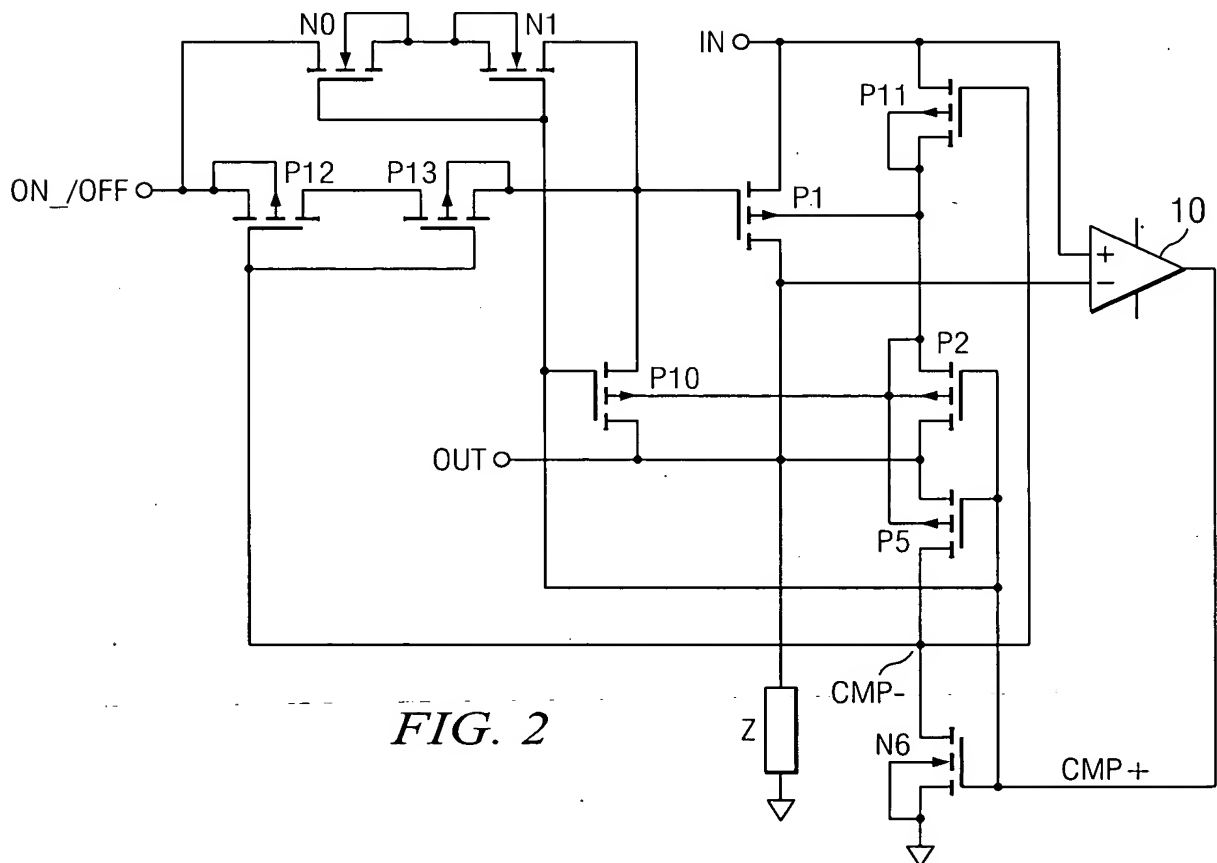 N0 N1
IN
P11
ON_/OFF
P12 P13
P1
10
+
−
P2
P10
OUT
P5
CMP-
FIG. 2
Z
N6
CMP+